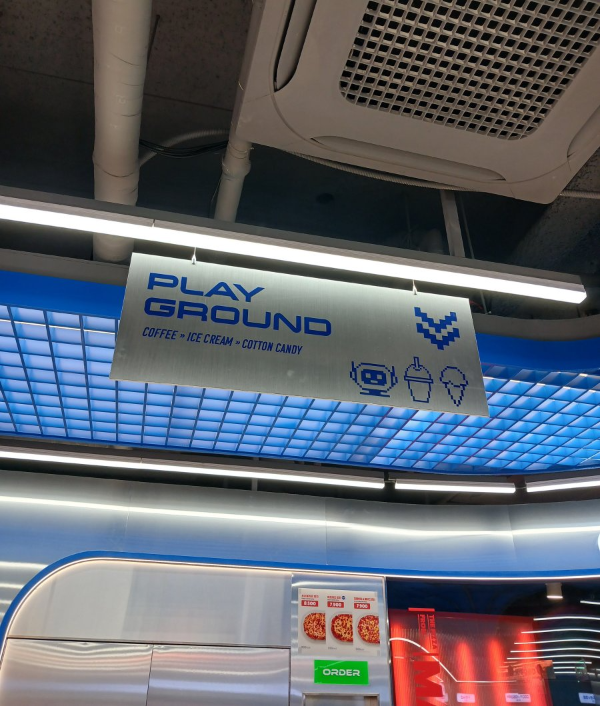 PLAY
GROUND
COFFEE » ICE CREAM » COTTON CANDY
ORDER